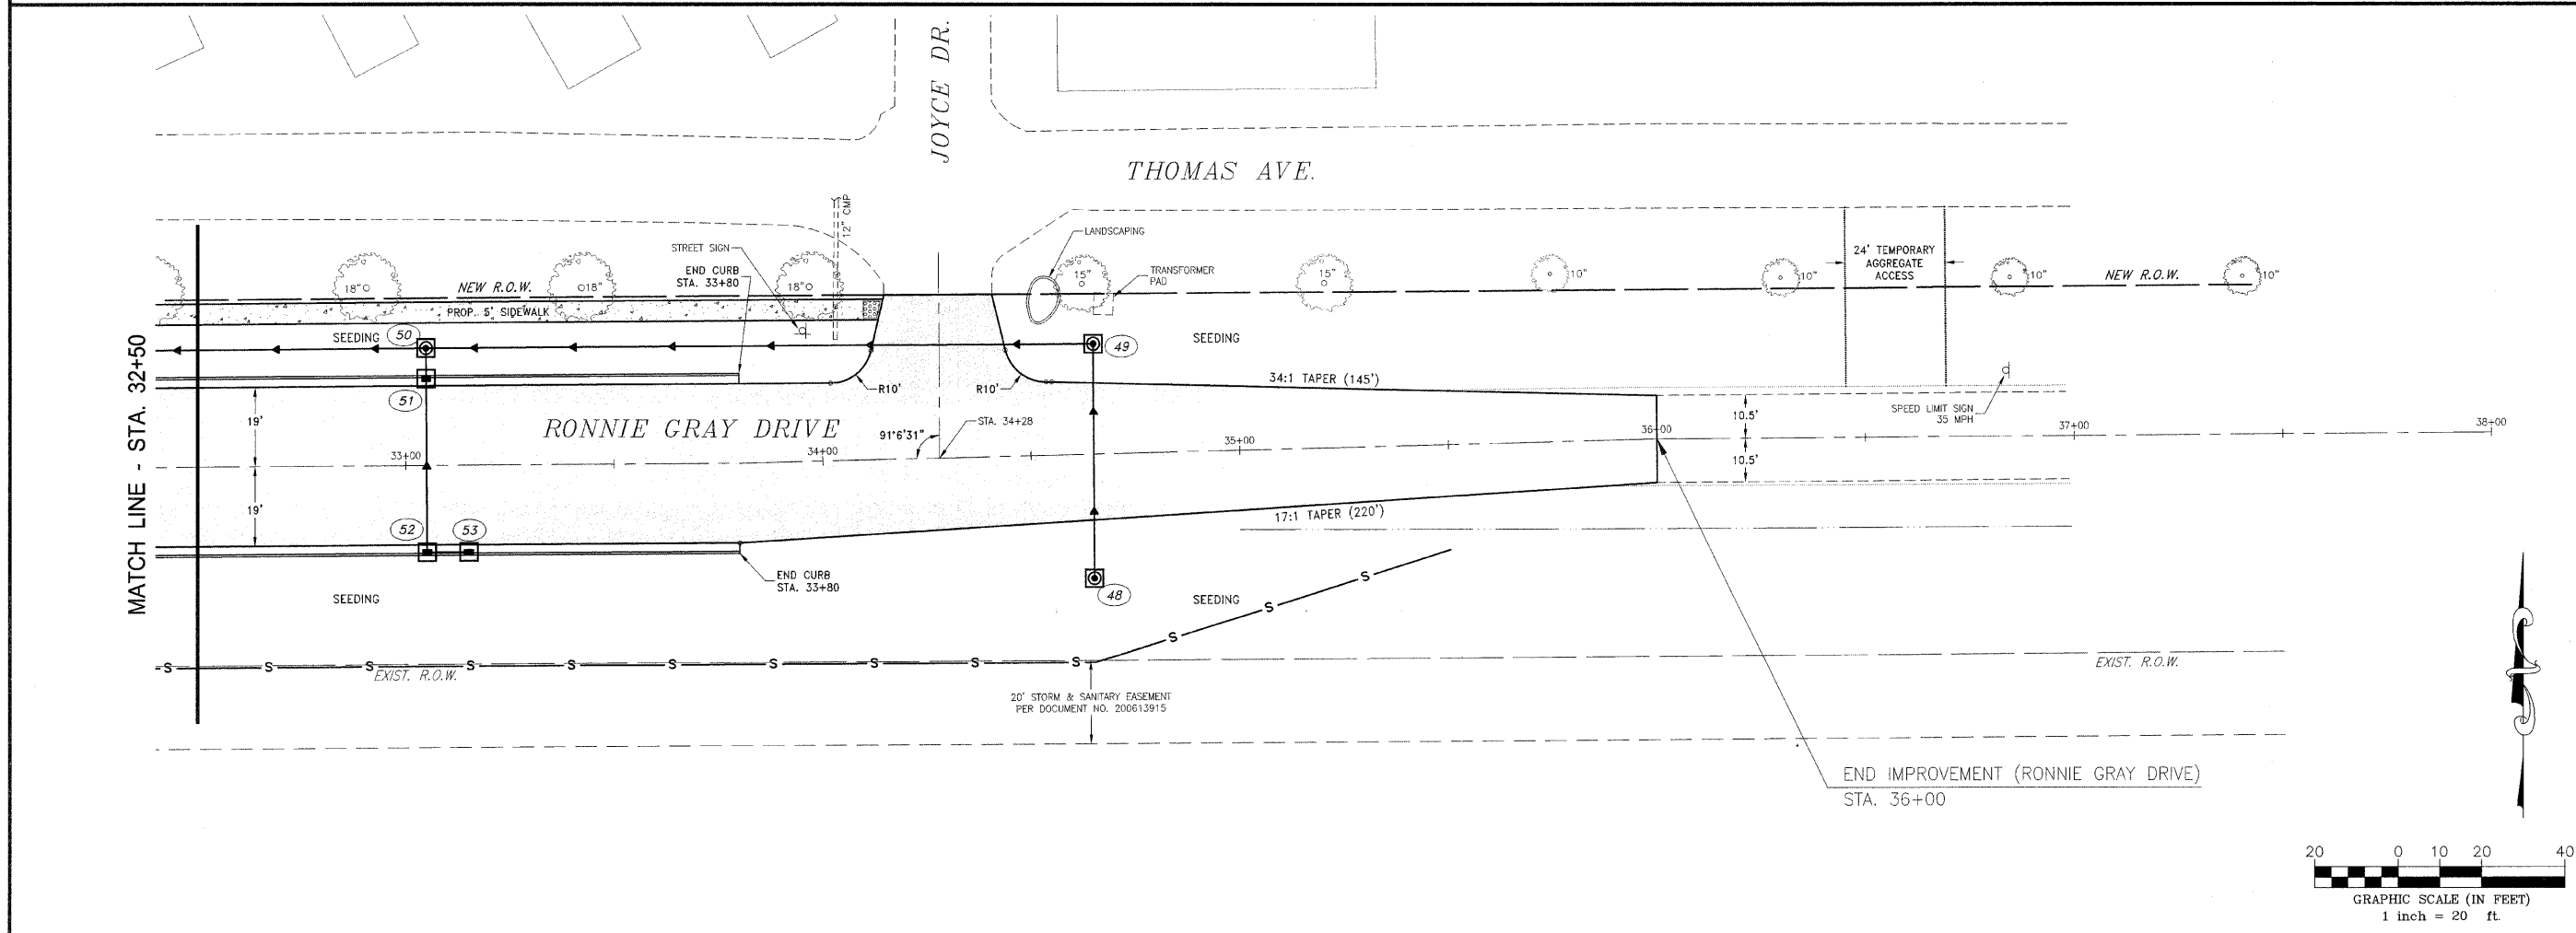 JOYCE DR.
THOMAS AVE.
12" CMP
STREET SIGN
END CURB
STA. 33+80
LANDSCAPING
TRANSFORMER
PAD
24' TEMPORARY
AGGREGATE
ACCESS
18"
NEW R.O.W.
18"
18"
15"
15"
10"
10"
10"
NEW R.O.W.
10"
PROP. 5' SIDEWALK
SEEDING
50
49
SEEDING
MATCH LINE - STA. 32+50
51
R10'
R10'
34:1 TAPER (145')
SPEED LIMIT SIGN
35 MPH
19'
RONNIE GRAY DRIVE
91°6'31"
STA. 34+28
10.5'
33+00
34+00
35+00
36+00
37+00
38+00
10.5'
19'
17:1 TAPER (220')
52
53
END CURB
STA. 33+80
48
SEEDING
SEEDING
S
S
S
S S S S S S S S S S
EXIST. R.O.W.
EXIST. R.O.W.
20' STORM & SANITARY EASEMENT
PER DOCUMENT NO. 200613915
END IMPROVEMENT (RONNIE GRAY DRIVE)
STA. 36+00
20 0 10 20 40
GRAPHIC SCALE (IN FEET)
1 inch = 20 ft.